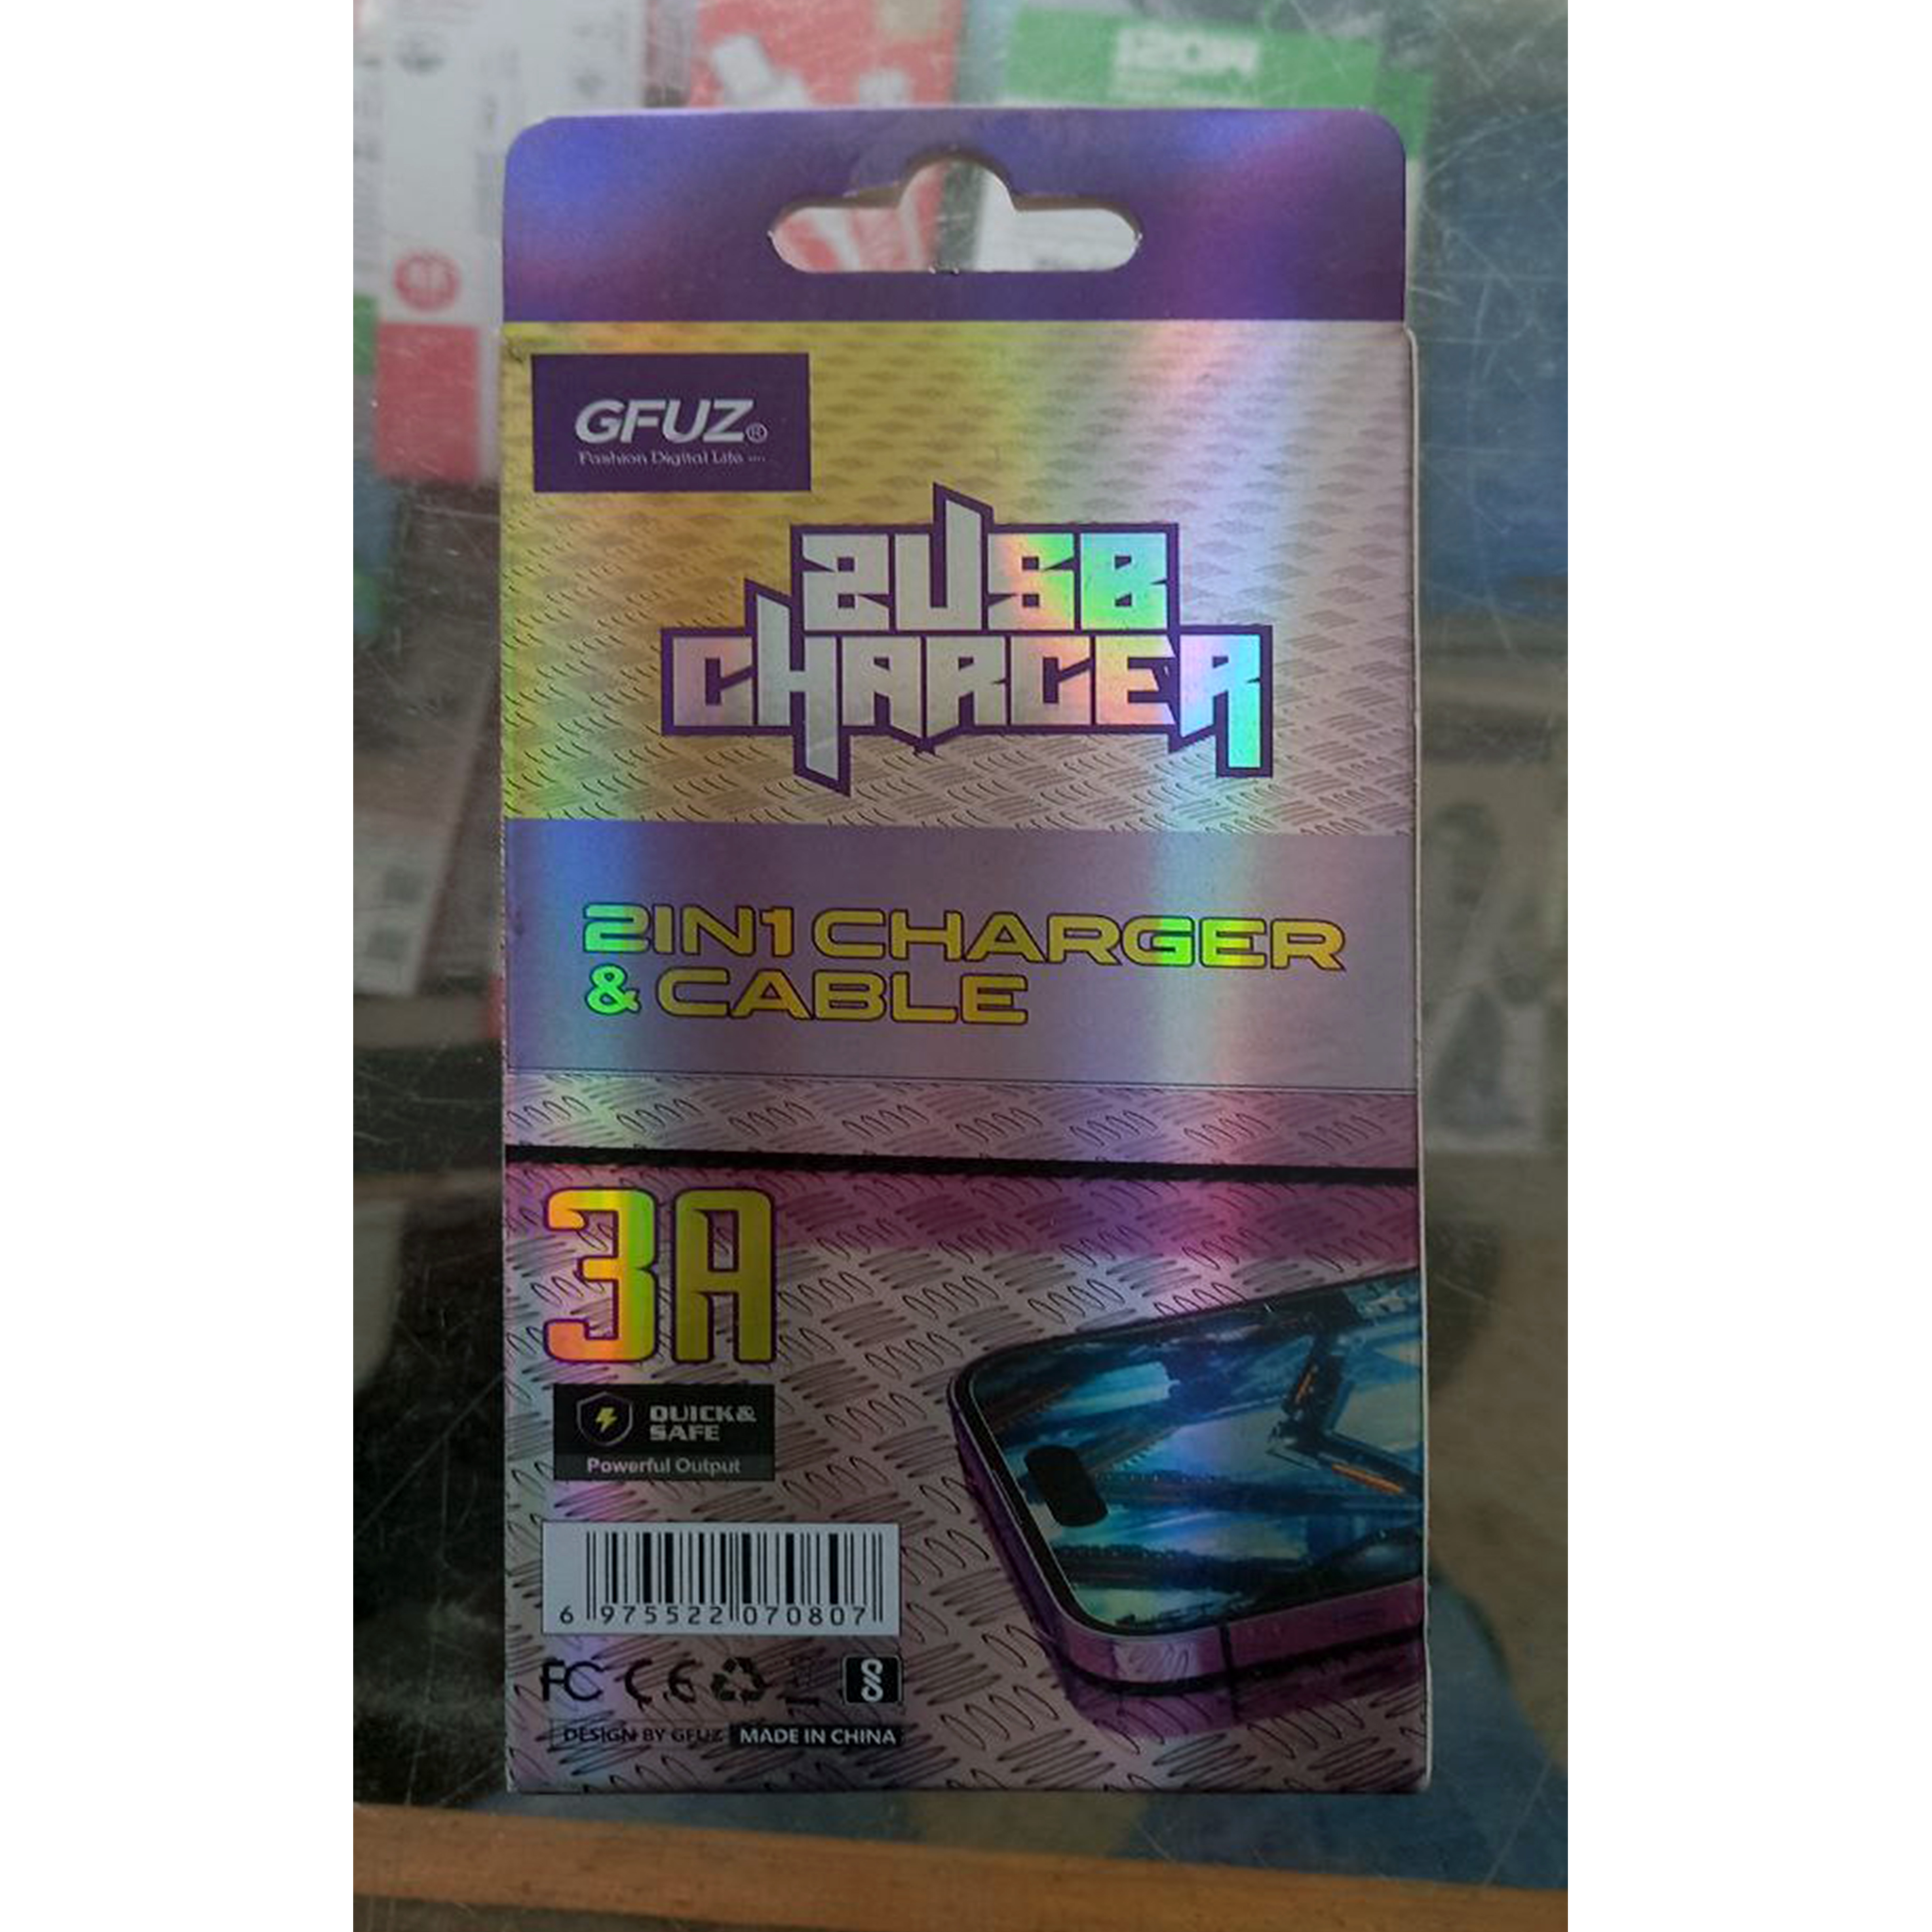 GFUZ®
Fashion Digital Life ....
2USB
CHARGER
2IN1 CHARGER
& CABLE
3A
QUICK&
SAFE
Powerful Output
6 975522 070807
FC CE
DESIGN BY GFUZ MADE IN CHINA